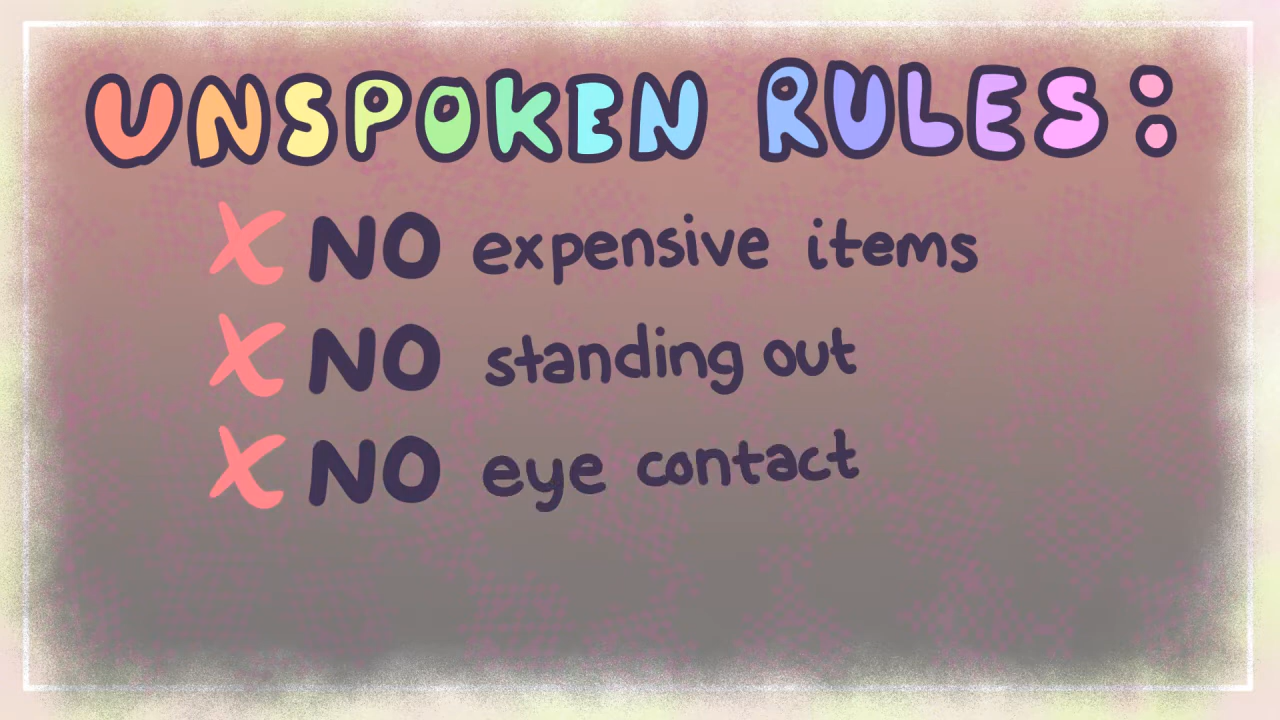 UNSPOKEN RULES:
X NO expensive items
X NO standing out
X NO eye contact